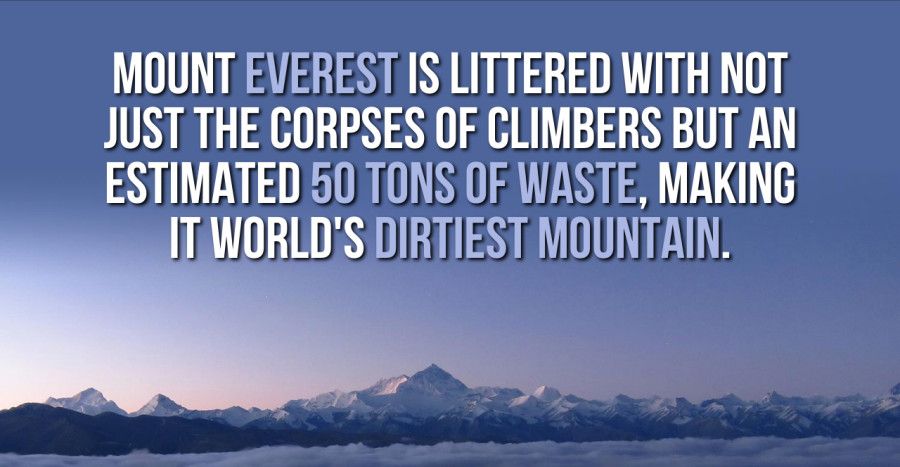 MOUNT EVEREST IS LITTERED WITH NOT
JUST THE CORPSES OF CLIMBERS BUT AN
ESTIMATED 50 TONS OF WASTE, MAKING
IT WORLD'S DIRTIEST MOUNTAIN.